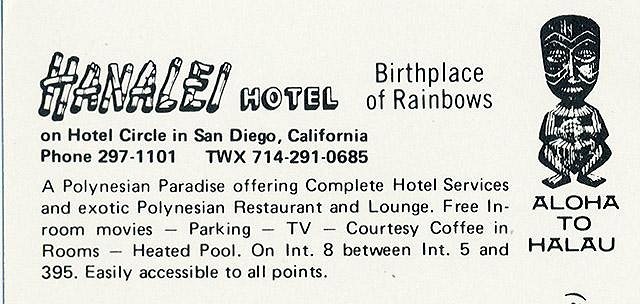 HANALEI HOTEL
Birthplace
of Rainbows
on Hotel Circle in San Diego, California
Phone 297-1101 TWX 714-291-0685
A Polynesian Paradise offering Complete Hotel Services
and exotic Polynesian Restaurant and Lounge. Free In-
room movies — Parking — TV — Courtesy Coffee in
Rooms — Heated Pool. On Int. 8 between Int. 5 and
395. Easily accessible to all points.
ALOHA
TO
HALAU